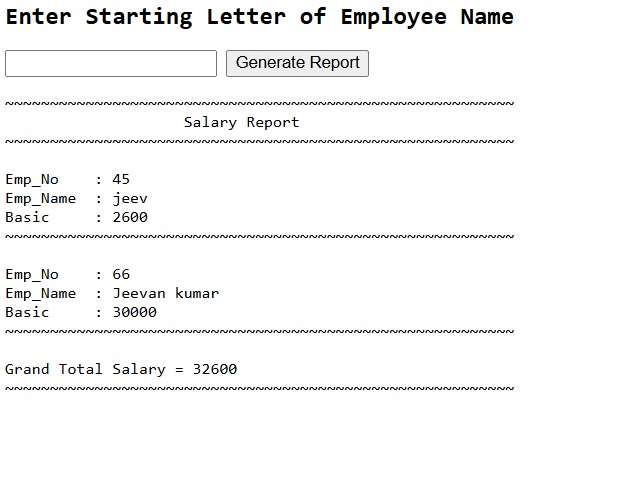 Enter Starting Letter of Employee Name
Generate Report
~~~~~~~~~~~~~~~~~~~~~~~~~~~~~~~~~~~~~~~~~~~~~~~~~~~~~~~~~
Salary Report
~~~~~~~~~~~~~~~~~~~~~~~~~~~~~~~~~~~~~~~~~~~~~~~~~~~~~~~~~
Emp_No    : 45
Emp_Name  : jeev
Basic     : 2600
~~~~~~~~~~~~~~~~~~~~~~~~~~~~~~~~~~~~~~~~~~~~~~~~~~~~~~~~~
Emp_No    : 66
Emp_Name  : Jeevan kumar
Basic     : 30000
~~~~~~~~~~~~~~~~~~~~~~~~~~~~~~~~~~~~~~~~~~~~~~~~~~~~~~~~~
Grand Total Salary = 32600
~~~~~~~~~~~~~~~~~~~~~~~~~~~~~~~~~~~~~~~~~~~~~~~~~~~~~~~~~